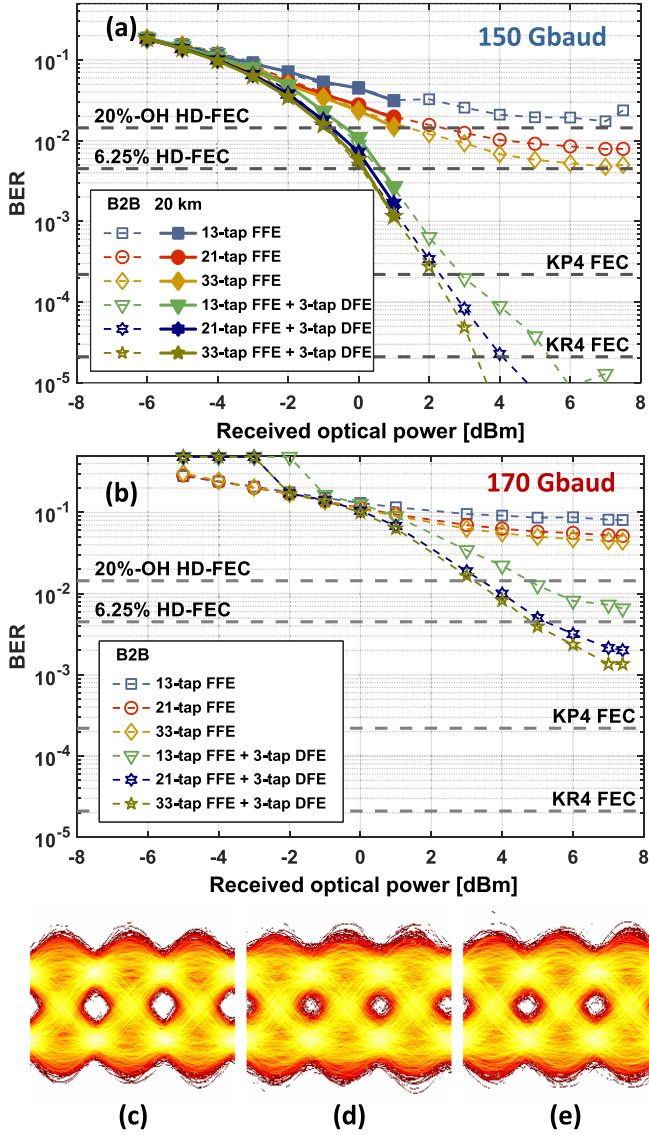 (a)
150 Gbaud
10^-1
10^-2
10^-3
10^-4
10^-5
BER
20%-OH HD-FEC
6.25% HD-FEC
KP4 FEC
KR4 FEC
B2B 20 km
13-tap FFE
21-tap FFE
33-tap FFE
13-tap FFE + 3-tap DFE
21-tap FFE + 3-tap DFE
33-tap FFE + 3-tap DFE
-8 -6 -4 -2 0 2 4 6 8
Received optical power [dBm]
(b)
170 Gbaud
10^-1
10^-2
10^-3
10^-4
10^-5
BER
20%-OH HD-FEC
6.25% HD-FEC
KP4 FEC
KR4 FEC
B2B
13-tap FFE
21-tap FFE
33-tap FFE
13-tap FFE + 3-tap DFE
21-tap FFE + 3-tap DFE
33-tap FFE + 3-tap DFE
-8 -6 -4 -2 0 2 4 6 8
Received optical power [dBm]
(c) (d) (e)